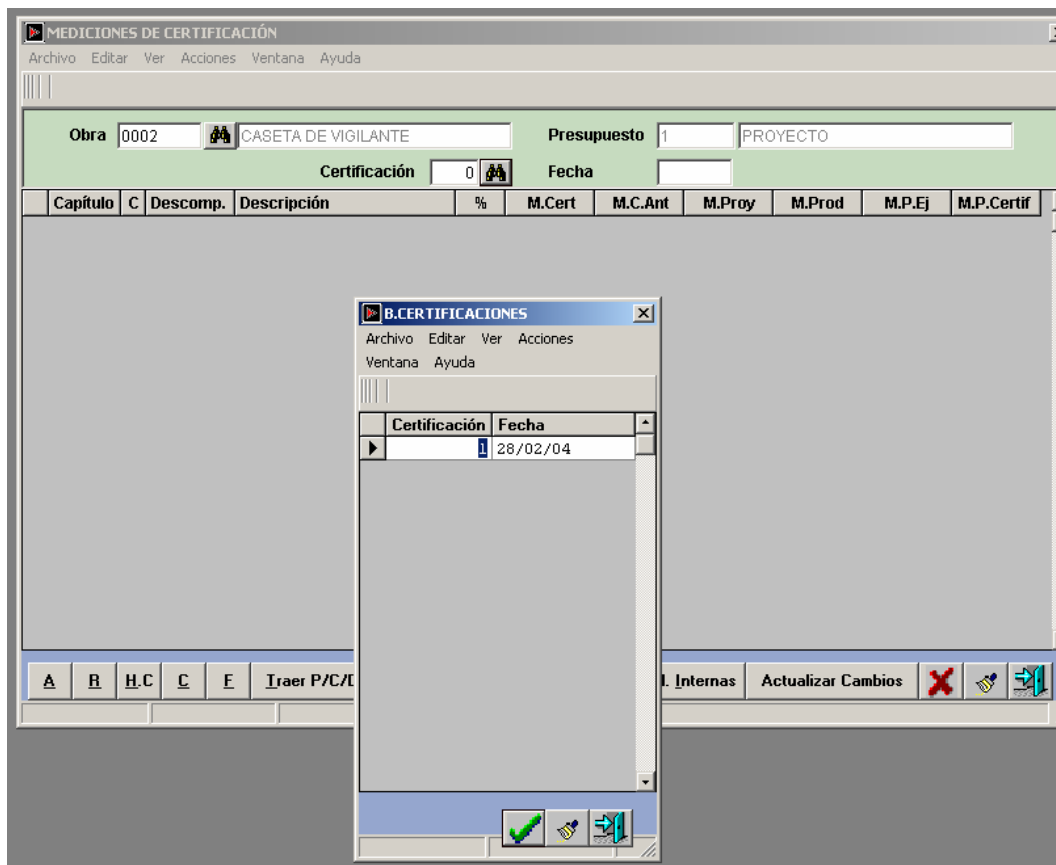 MEDICIONES DE CERTIFICACIÓN
Archivo Editar Ver Acciones Ventana Ayuda
Obra 0002 CASETA DE VIGILANTE Presupuesto 1 PROYECTO
Certificación 0 Fecha
Capítulo C Descomp. Descripción % M.Cert M.C.Ant M.Proy M.Prod M.P.Ej M.P.Certif
B.CERTIFICACIONES
Archivo Editar Ver Acciones
Ventana Ayuda
Certificación Fecha
1 28/02/04
A R H.C C F Traer P/C/D . Internas Actualizar Cambios